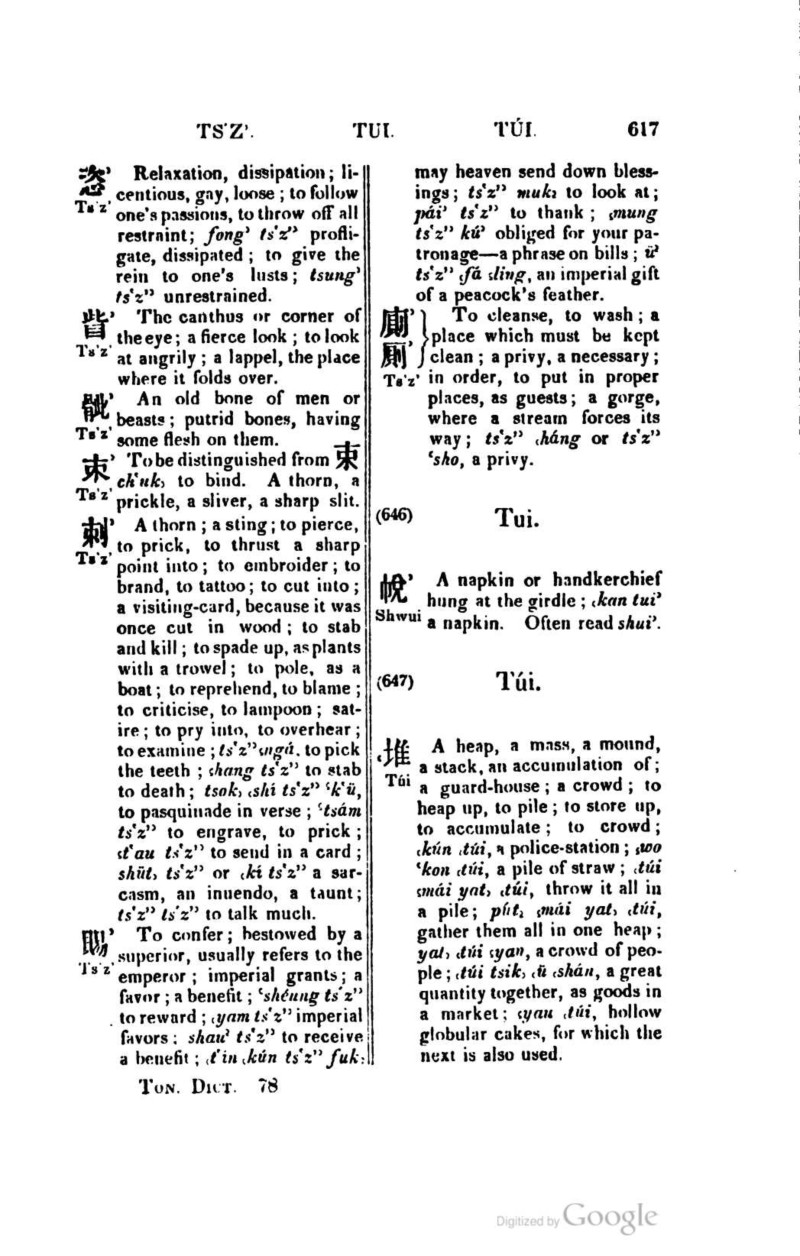 TS'Z'. TUI. TÚI. 617
恣' Relaxation, dissipation; li-
centious, gay, loose; to follow
Ts'z' one's passions, to throw off all
restraint; fong' ts'z'' profli-
gate, dissipated; to give the
rein to one's lusts; tsung'
ts'z'' unrestrained.
眥' The canthus or corner of
the eye; a fierce look; to look
Ts'z' at angrily; a lappel, the place
where it folds over.
骴' An old bone of men or
beasts; putrid bones, having
Ts'z' some flesh on them.
朿' To be distinguished from 束
ch'uk, to bind. A thorn, a
Ts'z' prickle, a sliver, a sharp slit.
刺' A thorn; a sting; to pierce,
to prick, to thrust a sharp
Ts'z' point into; to embroider; to
brand, to tattoo; to cut into;
a visiting-card, because it was
once cut in wood; to stab
and kill; to spade up, as plants
with a trowel; to pole, as a
boat; to reprehend, to blame;
to criticise, to lampoon; sat-
ire; to pry into, to overhear;
to examine; ts'z'' ngá. to pick
the teeth; hang ts'z'' to stab
to death; tsok, shí ts'z'' 'k'ü,
to pasquinade in verse; 'tsám
ts'z'' to engrave, to prick;
t'au ts'z'' to send in a card;
shüt, ts'z'' or kí ts'z'' a sar-
casm, an inuendo, a taunt;
ts'z'' ts'z'' to talk much.
賜' To confer; bestowed by a
superior, usually refers to the
Ts'z' emperor; imperial grants; a
favor; a benefit; 'shéung ts'z''
to reward; yam ts'z'' imperial
favors; shau' ts'z'' to receive
a benefit; t'in kún ts'z'' fuk,
TON. DICT. 78
may heaven send down bless-
ings; ts'z'' muk, to look at;
pái' ts'z'' to thank; mung
ts'z'' kú' obliged for your pa-
tronage—a phrase on bills; ü'
ts'z'' fá ling, an imperial gift
of a peacock's feather.
廁' To cleanse, to wash; a
place which must be kept
厠' clean; a privy, a necessary;
Ts'z' in order, to put in proper
places, as guests; a gorge,
where a stream forces its
way; ts'z'' háng or ts'z''
'sho, a privy.
(646) Tui.
帨' A napkin or handkerchief
hung at the girdle; kan tui'
Shwui a napkin. Often read shui'.
(647) Túi.
堆 A heap, a mass, a mound,
a stack, an accumulation of;
Túi a guard-house; a crowd; to
heap up, to pile; to store up,
to accumulate; to crowd;
kún túi, a police-station; wo
'kon túi, a pile of straw; túi
mái yat, túi, throw it all in
a pile; pút, mái yat, túi,
gather them all in one heap;
yat, túi yan, a crowd of peo-
ple; túi tsik, ü shán, a great
quantity together, as goods in
a market; yau túi, hollow
globular cakes, for which the
next is also used.
Digitized by Google